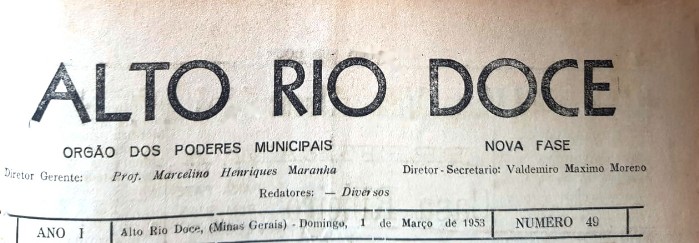 ALTO RIO DOCE
ORGÃO DOS PODERES MUNICIPAIS NOVA FASE
Diretor Gerente: Prof. Marcelino Henriques Maranha Diretor - Secretario: Valdemiro Maximo Moreno
Redatores: — Diversos
ANO I Alto Rio Doce, (Minas Gerais) - Domingo, 1 de Março de 1953 NUMERO 49